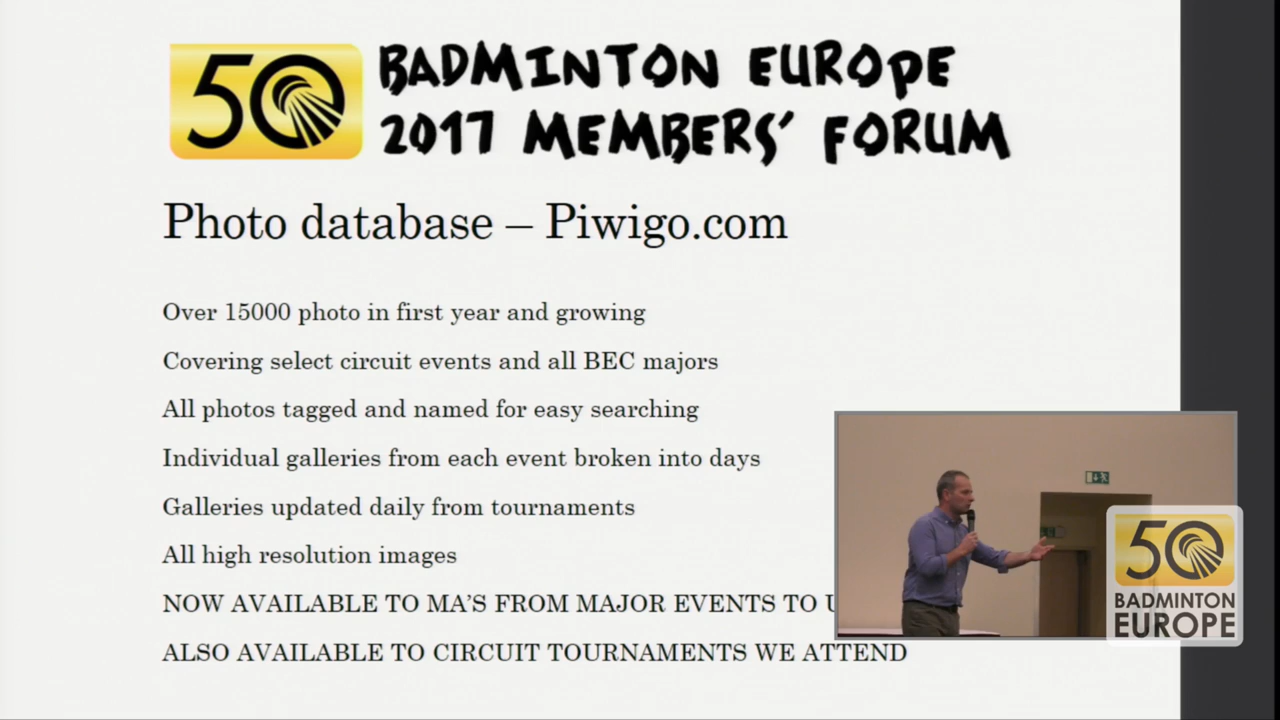 50 BADMINTON EUROPE
2017 MEMBERS' FORUM
Photo database – Piwigo.com
Over 15000 photo in first year and growing
Covering select circuit events and all BEC majors
All photos tagged and named for easy searching
Individual galleries from each event broken into days
Galleries updated daily from tournaments
All high resolution images
NOW AVAILABLE TO MA'S FROM MAJOR EVENTS TO
ALSO AVAILABLE TO CIRCUIT TOURNAMENTS WE ATTEND
50
BADMINTON
EUROPE